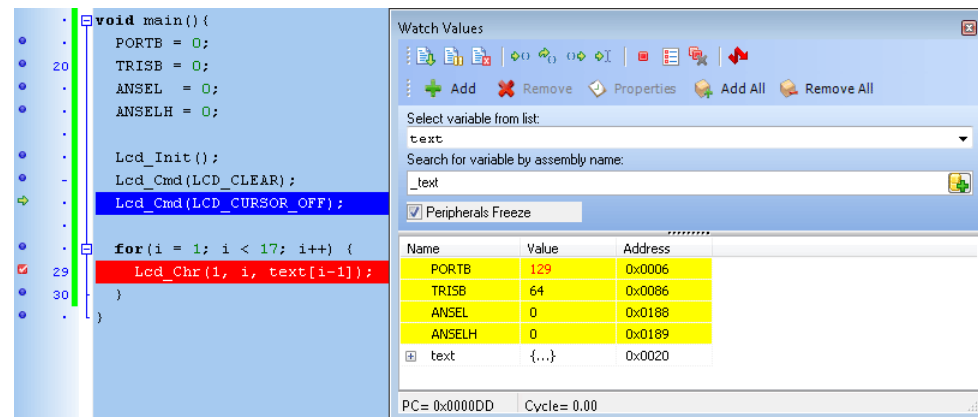 void main(){
PORTB = 0;
20 TRISB = 0;
ANSEL  = 0;
ANSELH = 0;
Lcd_Init();
Lcd_Cmd(LCD_CLEAR);
Lcd_Cmd(LCD_CURSOR_OFF);
for(i = 1; i < 17; i++) {
29 Lcd_Chr(1, i, text[i-1]);
30 }
}
Watch Values
Add Remove Properties Add All Remove All
Select variable from list:
text
Search for variable by assembly name:
_text
Peripherals Freeze
Name Value Address
PORTB 129 0x0006
TRISB 64 0x0086
ANSEL 0 0x0188
ANSELH 0 0x0189
text {...} 0x0020
PC= 0x0000DD Cycle= 0.00